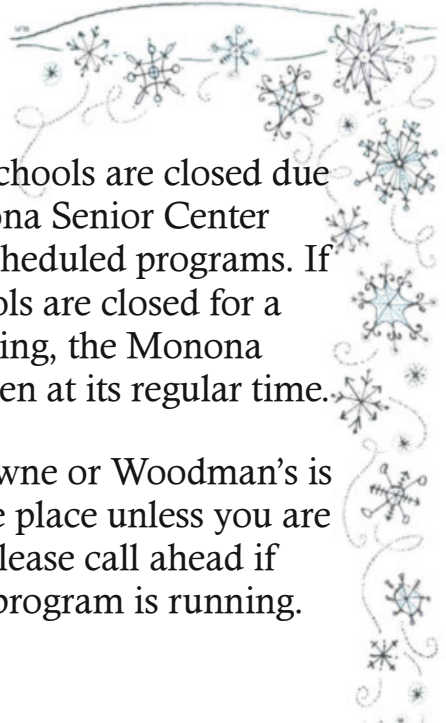 chools are closed due
ona Senior Center
heduled programs. If
ols are closed for a
ing, the Monona
en at its regular time.
wne or Woodman's is
e place unless you are
lease call ahead if
program is running.